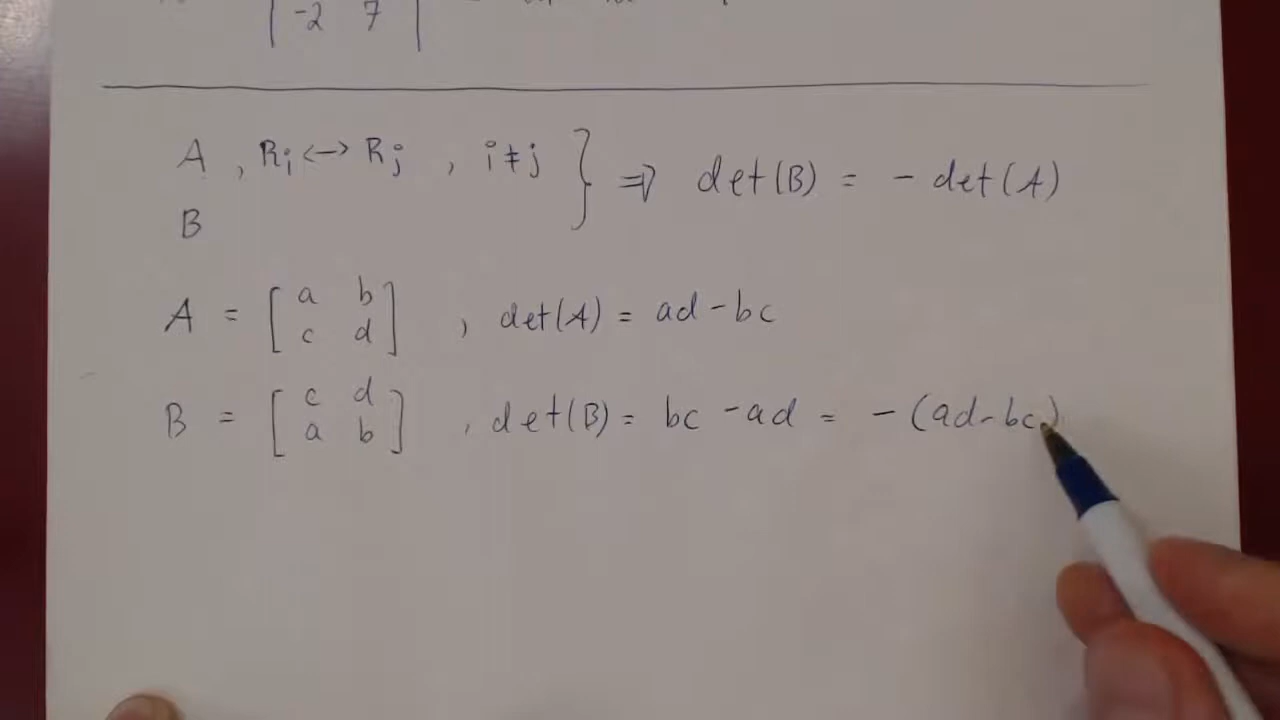 -2 7
A , Ri <-> Rj , i ≠ j } => det(B) = - det(A)
B
A = [ a b
c d ] , det(A) = ad - bc
B = [ c d
a b ] , det(B) = bc - ad = - (ad - bc)